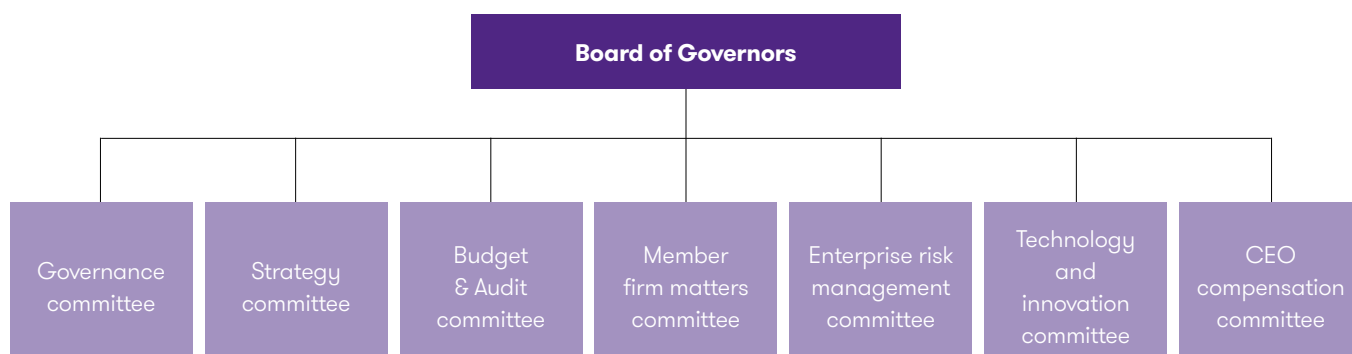 Board of Governors
Governance
committee
Strategy
committee
Budget
& Audit
committee
Member
firm matters
committee
Enterprise risk
management
committee
Technology
and
innovation
committee
CEO
compensation
committee